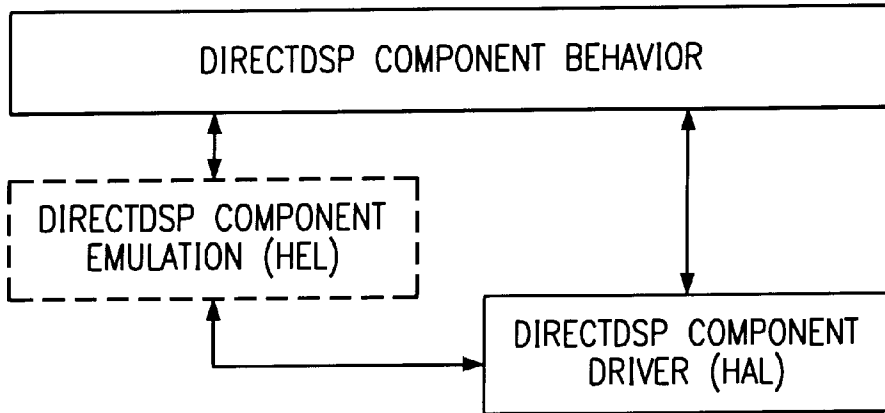 DIRECTDSP COMPONENT BEHAVIOR
DIRECTDSP COMPONENT
EMULATION (HEL)
DIRECTDSP COMPONENT
DRIVER (HAL)